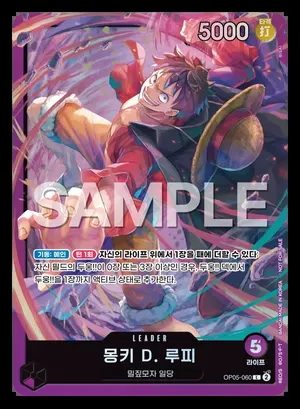 5000
타격
打
SAMPLE
기동: 메인 턴 1회 자신의 라이프 위에서 1장을 패에 더할 수 있다:
자신 필드의 두웅!!이 0장 또는 3장 이상인 경우, 두웅!! 덱에서
두웅!!을 1장까지 액티브 상태로 추가한다.
LEADER
몽키 D. 루피
밀짚모자 일당
5
라이프
OP05-060 L 2